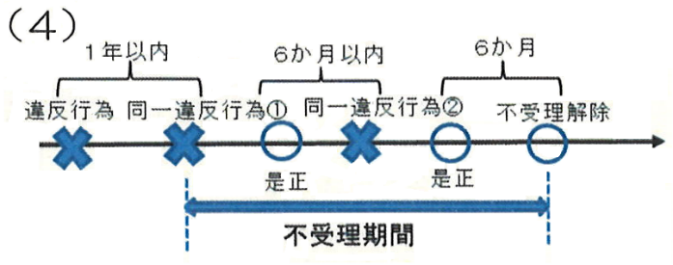 （４）
１年以内
６か月以内
６か月
違反行為 同一違反行為① 同一違反行為② 不受理解除
是正 是正
不受理期間